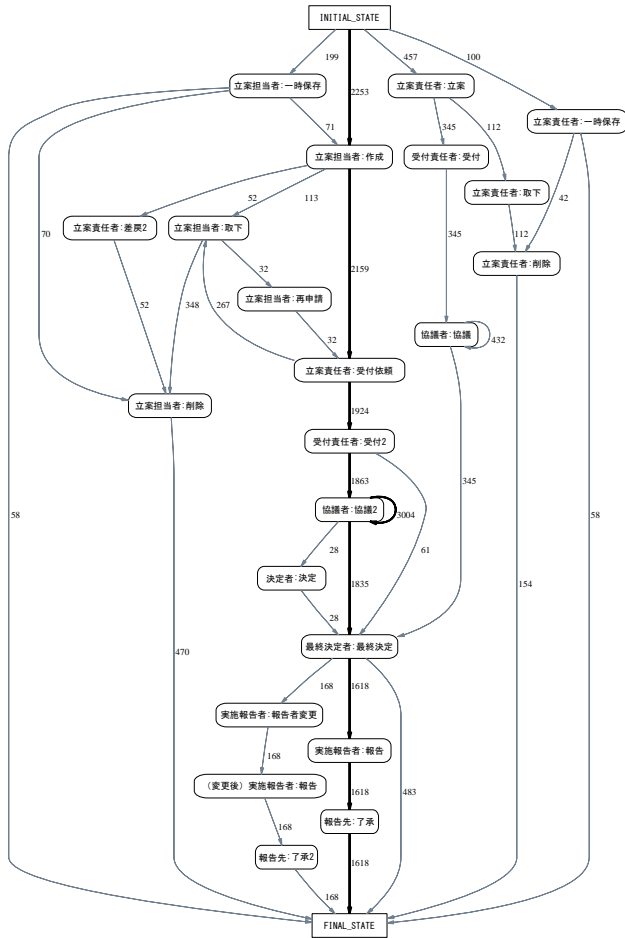 INITIAL_STATE
199
457
100
2253
立案担当者:一時保存
立案責任者:立案
立案責任者:一時保存
71
345
112
立案担当者:作成
受付責任者:受付
52
113
立案責任者:取下
42
立案責任者:差戻2
立案担当者:取下
70
345
112
2159
32
立案責任者:削除
52
348
267
立案担当者:再申請
32
協議者:協議
432
立案責任者:受付依頼
立案担当者:削除
1924
受付責任者:受付2
1863
345
協議者:協議2
3004
58
58
28
61
決定者:決定
1835
154
28
最終決定者:最終決定
470
168
1618
実施報告者:報告者変更
実施報告者:報告
168
(変更後)実施報告者:報告
1618
483
報告先:了承
168
報告先:了承2
1618
168
FINAL_STATE